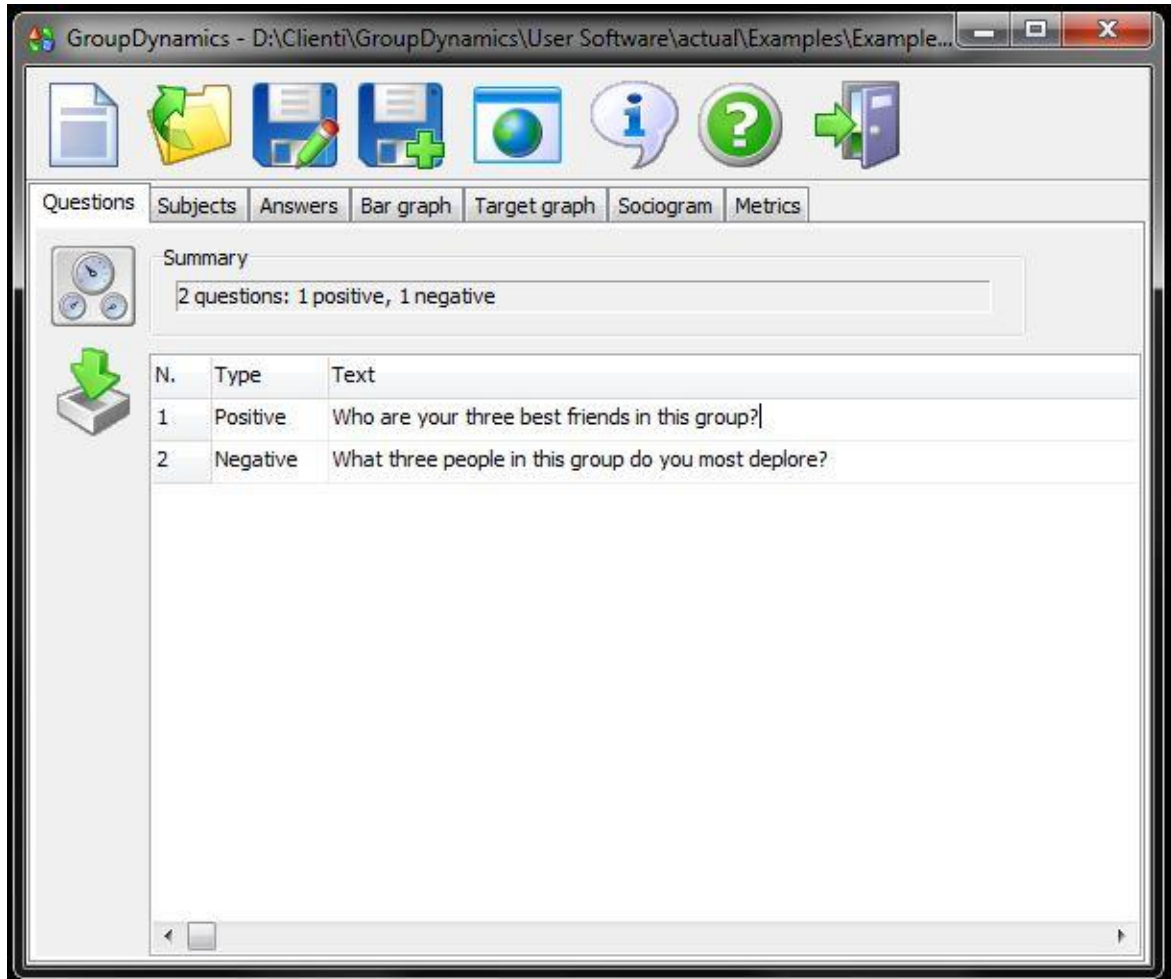 GroupDynamics - D:\Clienti\GroupDynamics\User Software\actual\Examples\Example...
Questions Subjects Answers Bar graph Target graph Sociogram Metrics
Summary
2 questions: 1 positive, 1 negative
N. Type Text
1 Positive Who are your three best friends in this group?
2 Negative What three people in this group do you most deplore?